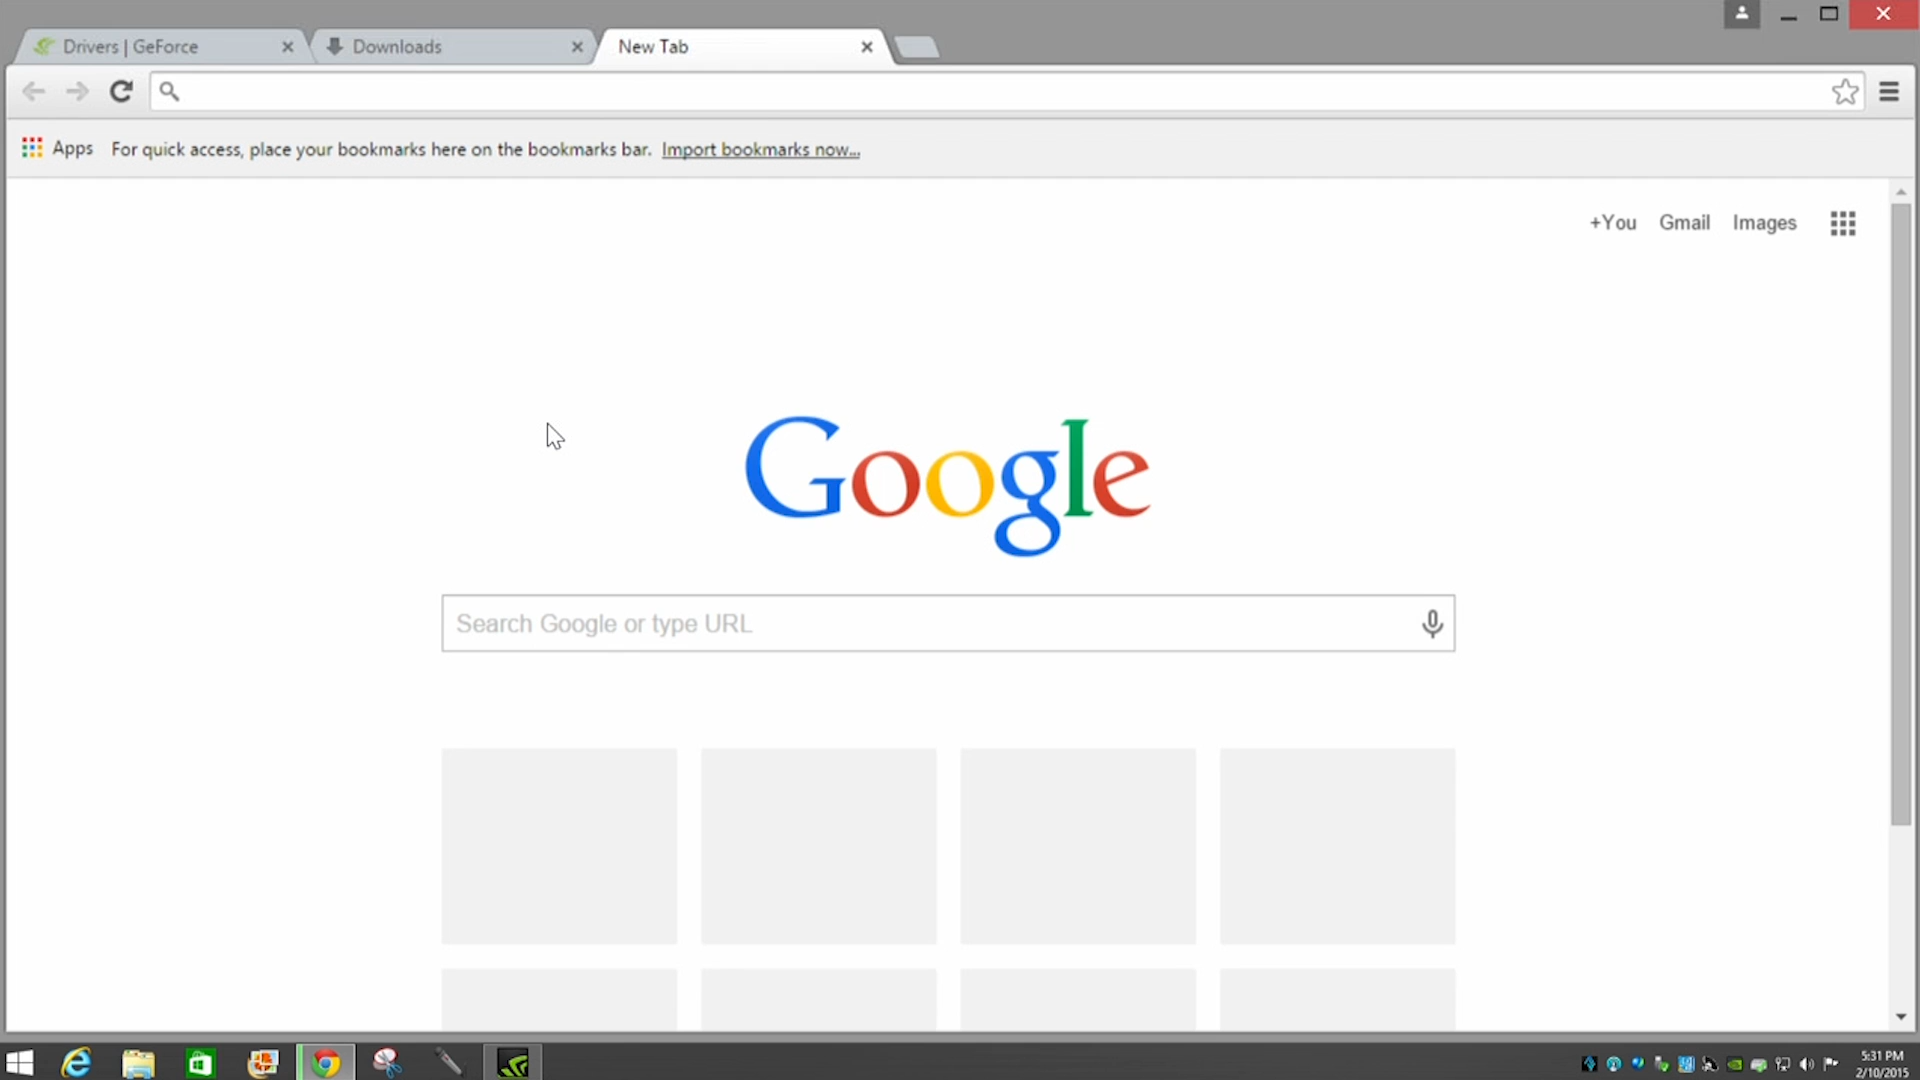 Drivers | GeForce
Downloads
New Tab
Apps For quick access, place your bookmarks here on the bookmarks bar. Import bookmarks now...
+You Gmail Images
Google
Search Google or type URL
5:31 PM
2/10/2015